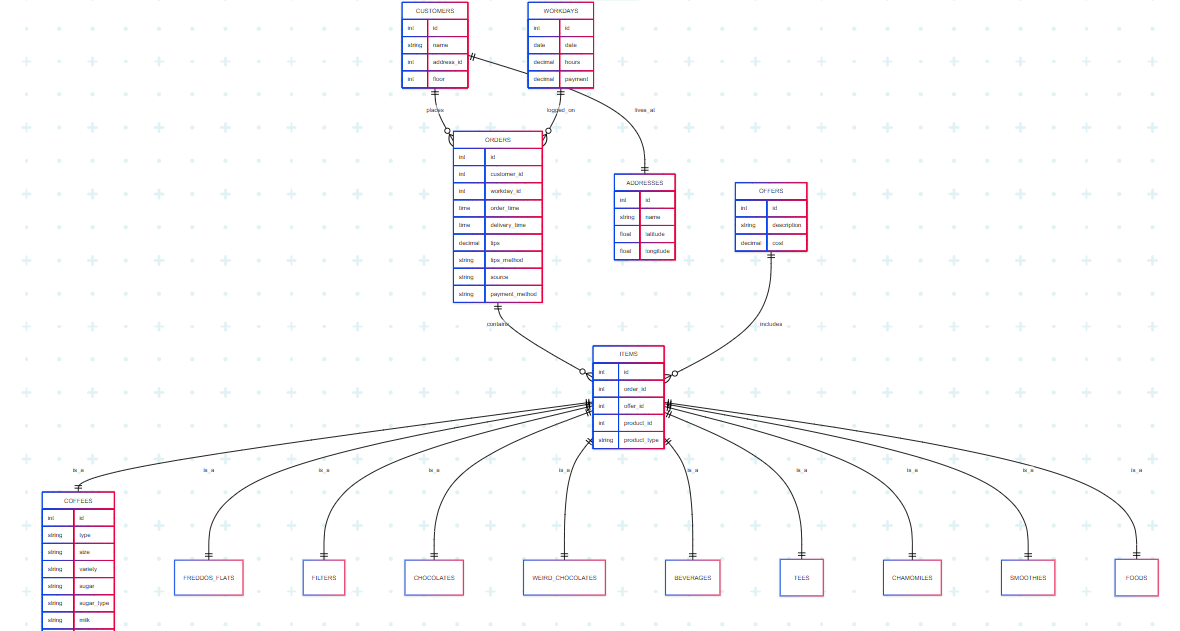 CUSTOMERS
int id
string name
int address_id
int floor
WORKDAYS
int id
date date
decimal hours
decimal payment
places
logged_on
lives_at
ORDERS
int id
int customer_id
int workday_id
time order_time
time delivery_time
decimal tips
string tips_method
string source
string payment_method
ADDRESSES
int id
string name
float latitude
float longitude
OFFERS
int id
string description
decimal cost
contains
includes
ITEMS
int id
int order_id
int offer_id
int product_id
string product_type
is_a is_a is_a is_a is_a is_a is_a is_a is_a is_a
COFFEES
int id
string type
string size
string variety
string sugar
string sugar_type
string milk
FREDDOS_FLATS
FILTERS
CHOCOLATES
WEIRD_CHOCOLATES
BEVERAGES
TEES
CHAMOMILES
SMOOTHIES
FOODS